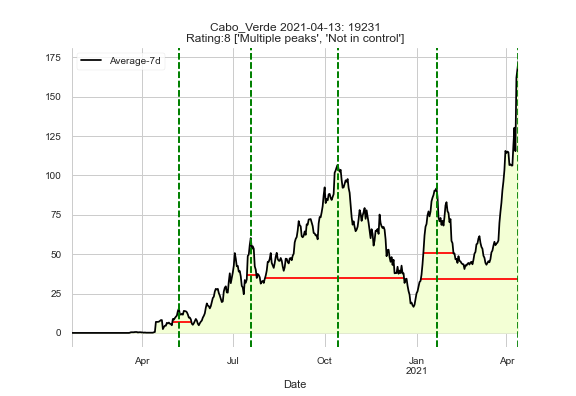 Cabo_Verde 2021-04-13: 19231
Rating:8 ['Multiple peaks', 'Not in control']
Average-7d
175
150
125
100
75
50
25
0
Apr
Jul
Oct
Jan
2021
Apr
Date